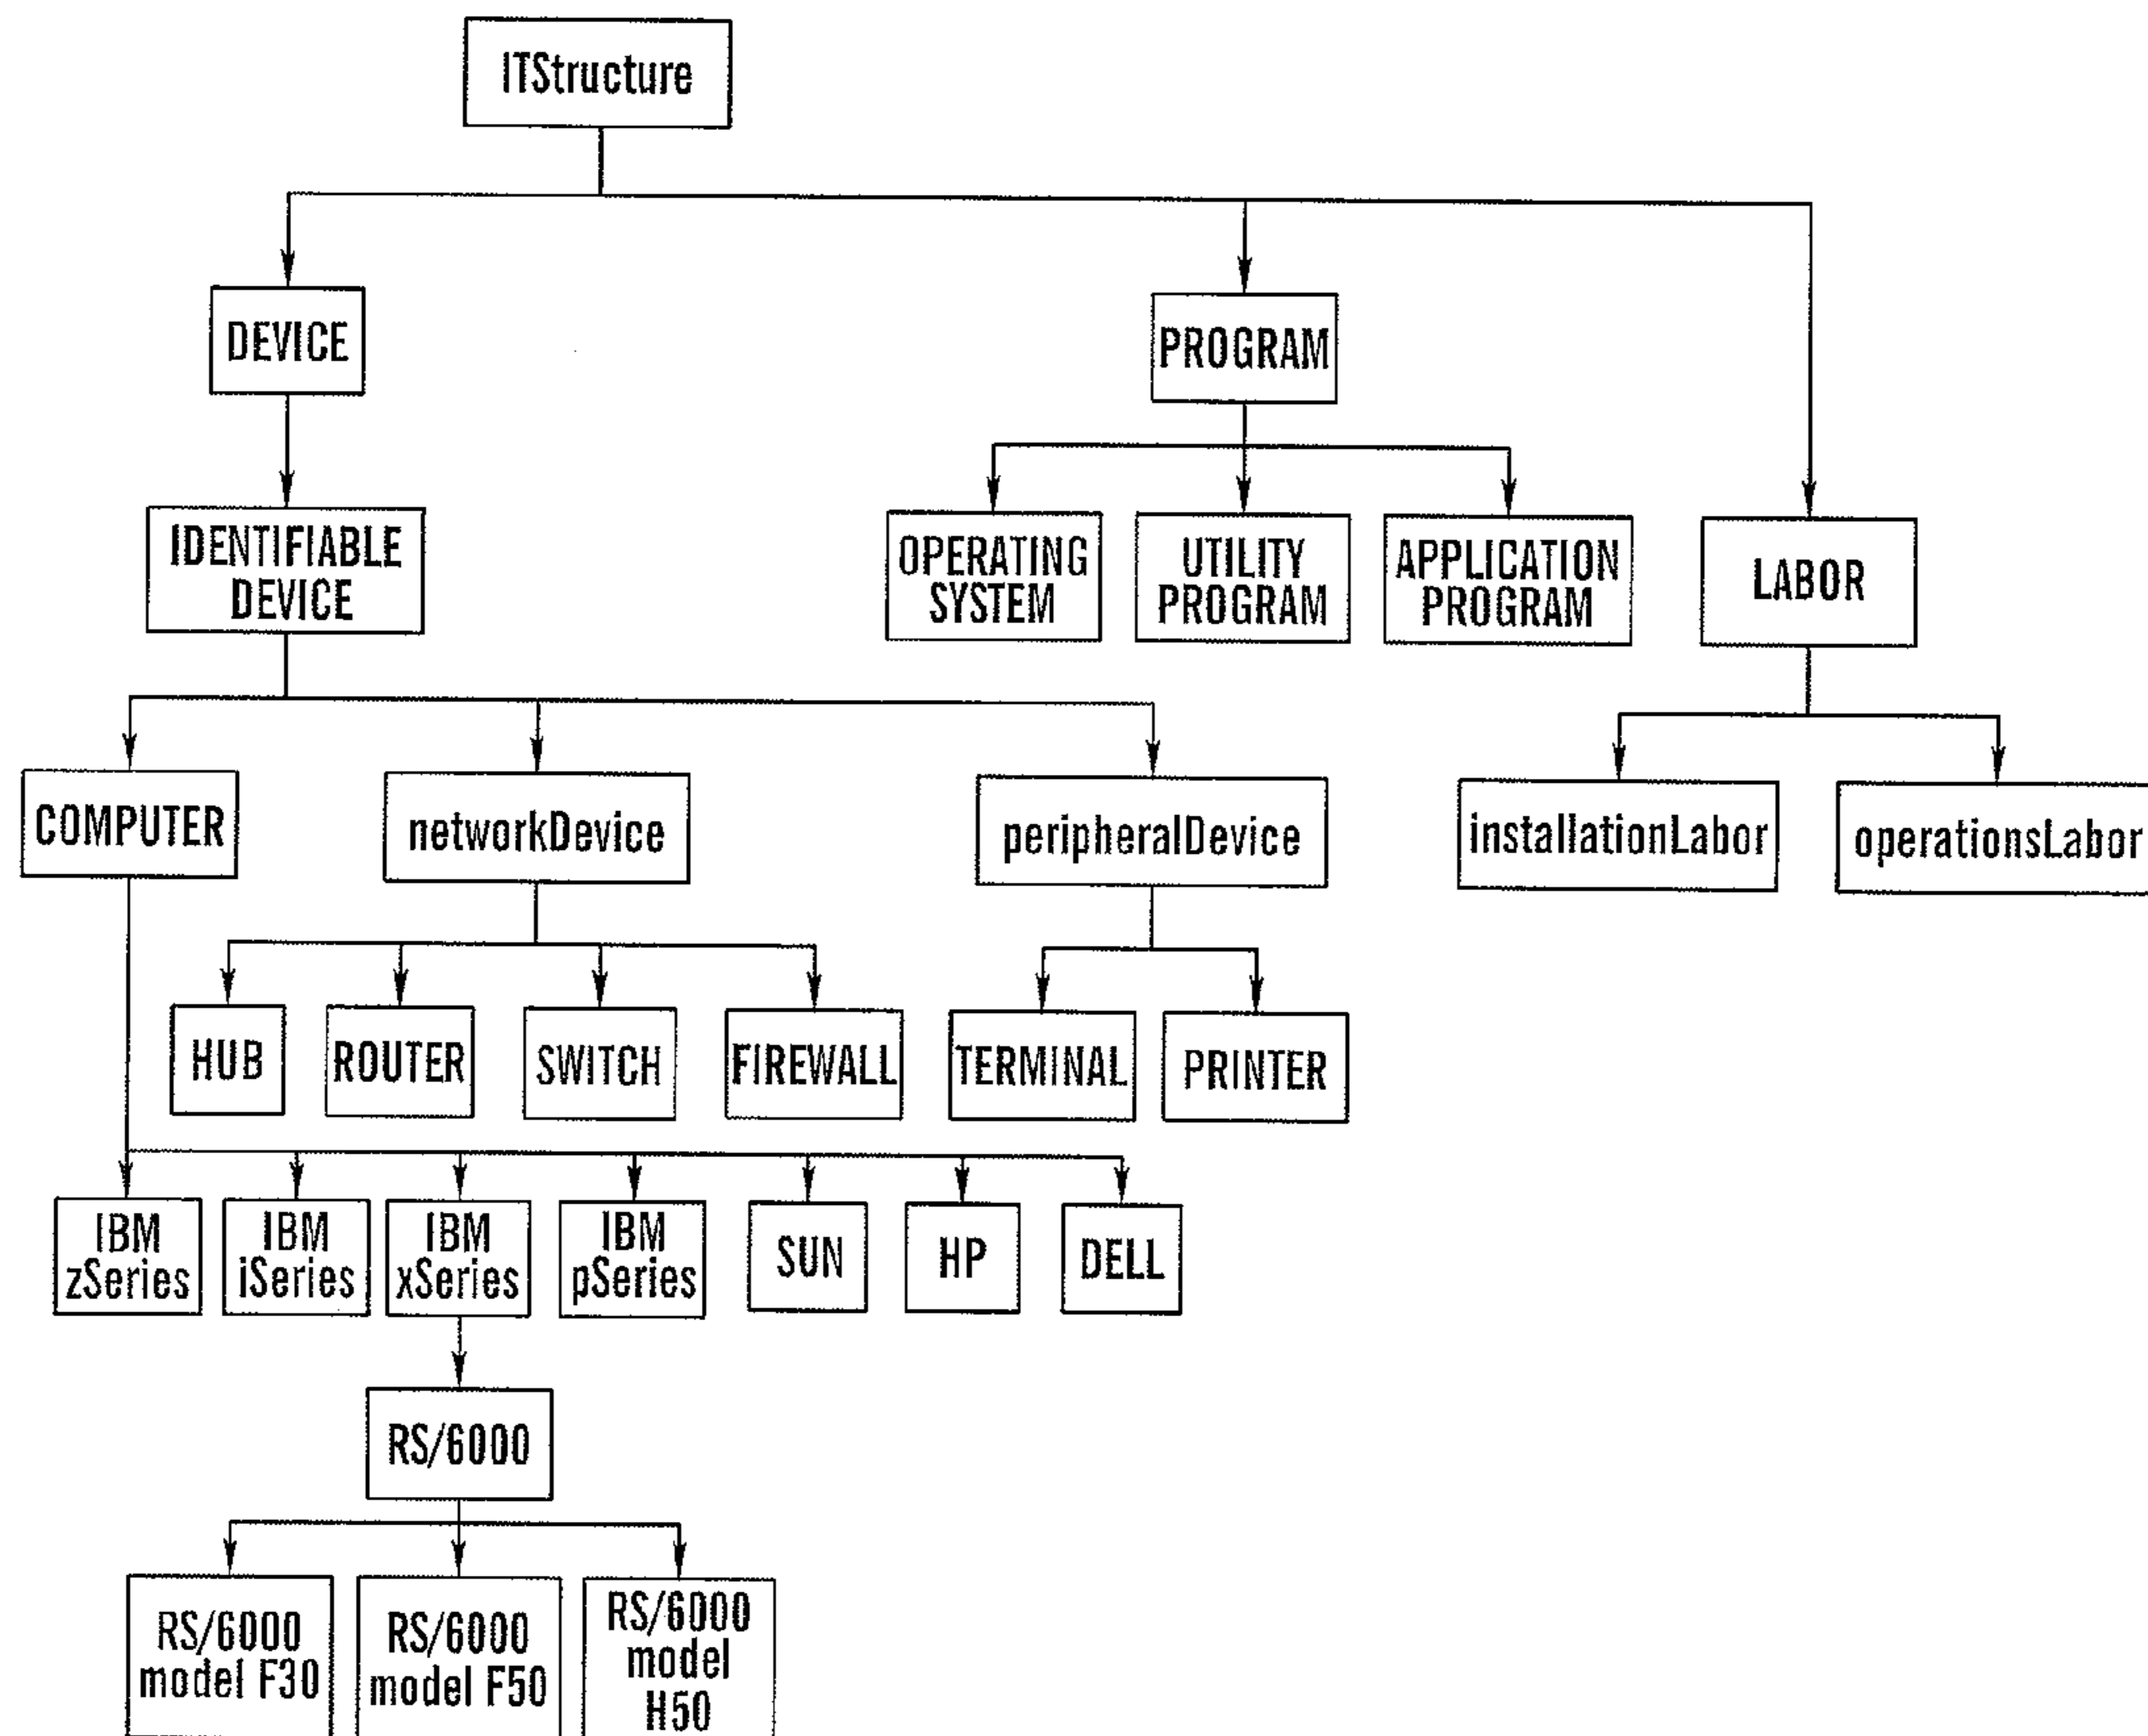 ITStructure
DEVICE
PROGRAM
IDENTIFIABLE
DEVICE
OPERATING
SYSTEM
UTILITY
PROGRAM
APPLICATION
PROGRAM
LABOR
COMPUTER
networkDevice
peripheralDevice
installationLabor
operationsLabor
HUB
ROUTER
SWITCH
FIREWALL
TERMINAL
PRINTER
IBM
zSeries
IBM
iSeries
IBM
xSeries
IBM
pSeries
SUN
HP
DELL
RS/6000
RS/6000
model F30
RS/6000
model F50
RS/6000
model
H50